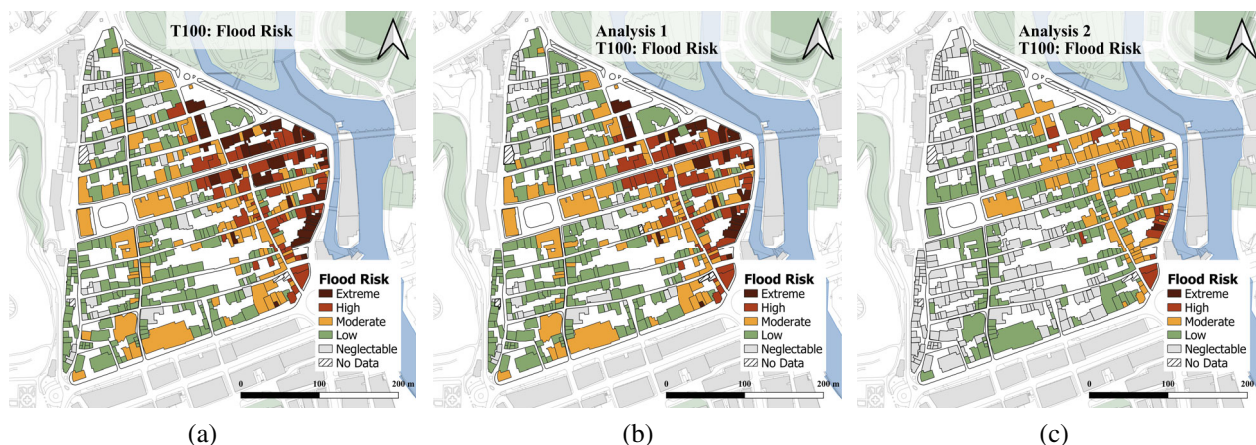 T100: Flood Risk
Flood Risk
Extreme
High
Moderate
Low
Neglectable
No Data
0 100 200 m
(a)
Analysis 1
T100: Flood Risk
Flood Risk
Extreme
High
Moderate
Low
Neglectable
No Data
0 100 200 m
(b)
Analysis 2
T100: Flood Risk
Flood Risk
Extreme
High
Moderate
Low
Neglectable
No Data
0 100 200
(c)